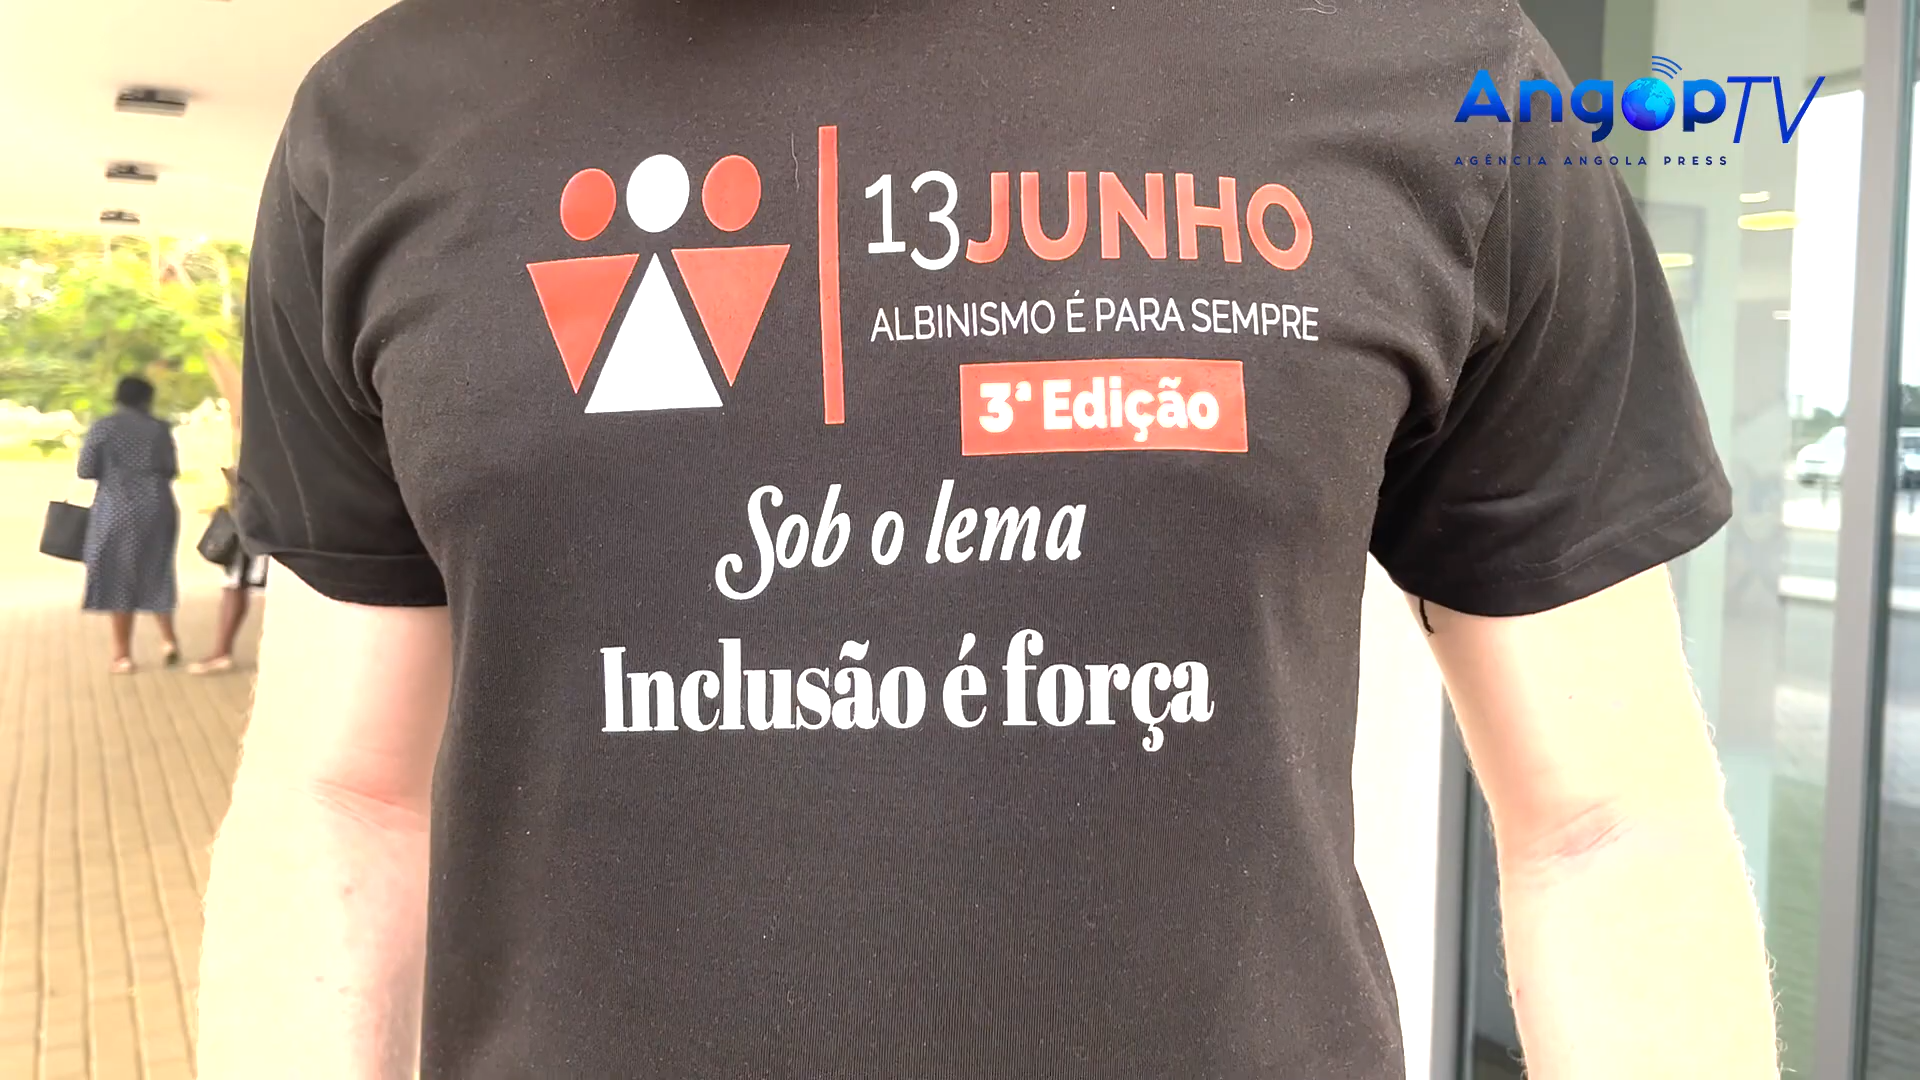 AngopTV
AGÊNCIA ANGOLA PRESS
13JUNHO
ALBINISMO É PARA SEMPRE
3ª Edição
Sob o lema
Inclusão é força